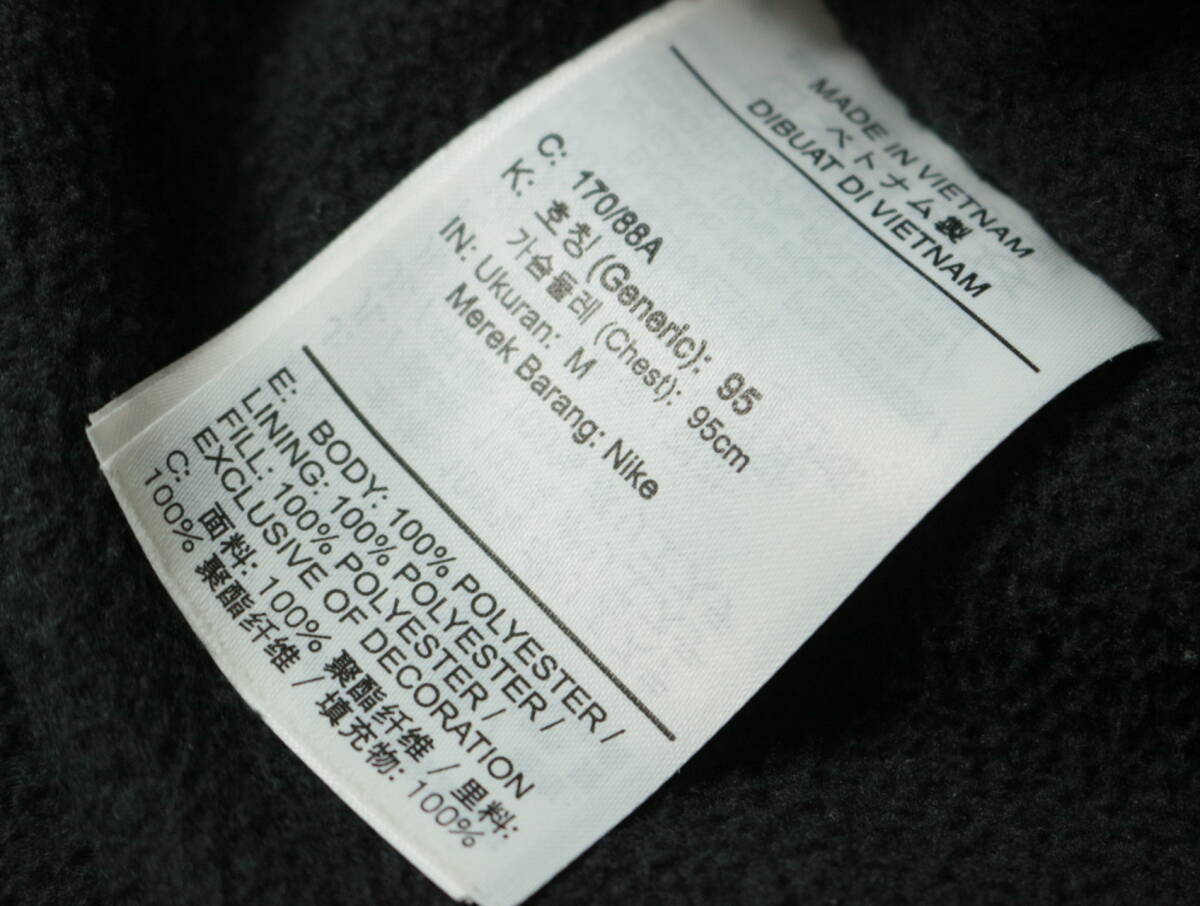 MADE IN VIETNAM
ベトナム製
DIBUAT DI VIETNAM
C: 170/88A
K: 호칭 (Generic): 95
가슴둘레 (Chest): 95cm
IN: Ukuran: M
Merek Barang: Nike
E: BODY: 100% POLYESTER /
LINING: 100% POLYESTER /
FILL: 100% POLYESTER /
EXCLUSIVE OF DECORATION
C: 面料: 100% 聚酯纤维 / 里料:
100% 聚酯纤维 / 填充物: 100%